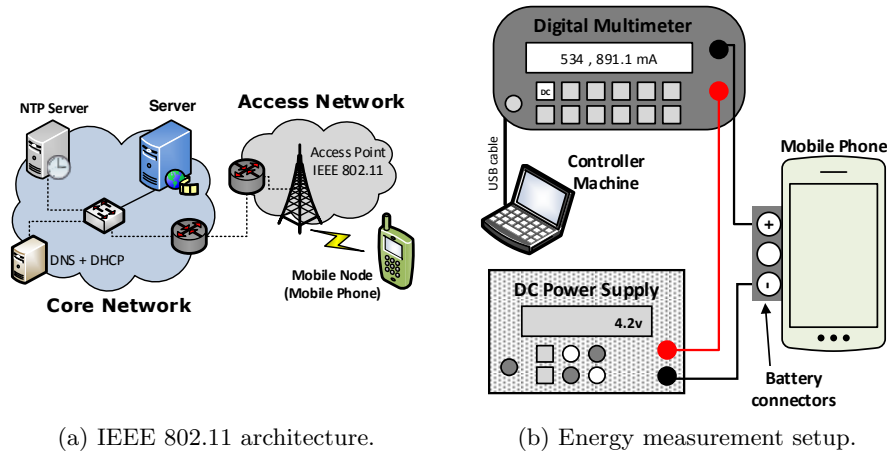 NTP Server
Server
Access Network
Access Point
IEEE 802.11
DNS + DHCP
Core Network
Mobile Node
(Mobile Phone)
(a) IEEE 802.11 architecture.
Digital Multimeter
534 , 891.1 mA
DC
USB cable
Controller
Machine
Mobile Phone
+
-
DC Power Supply
4.2v
Battery
connectors
(b) Energy measurement setup.